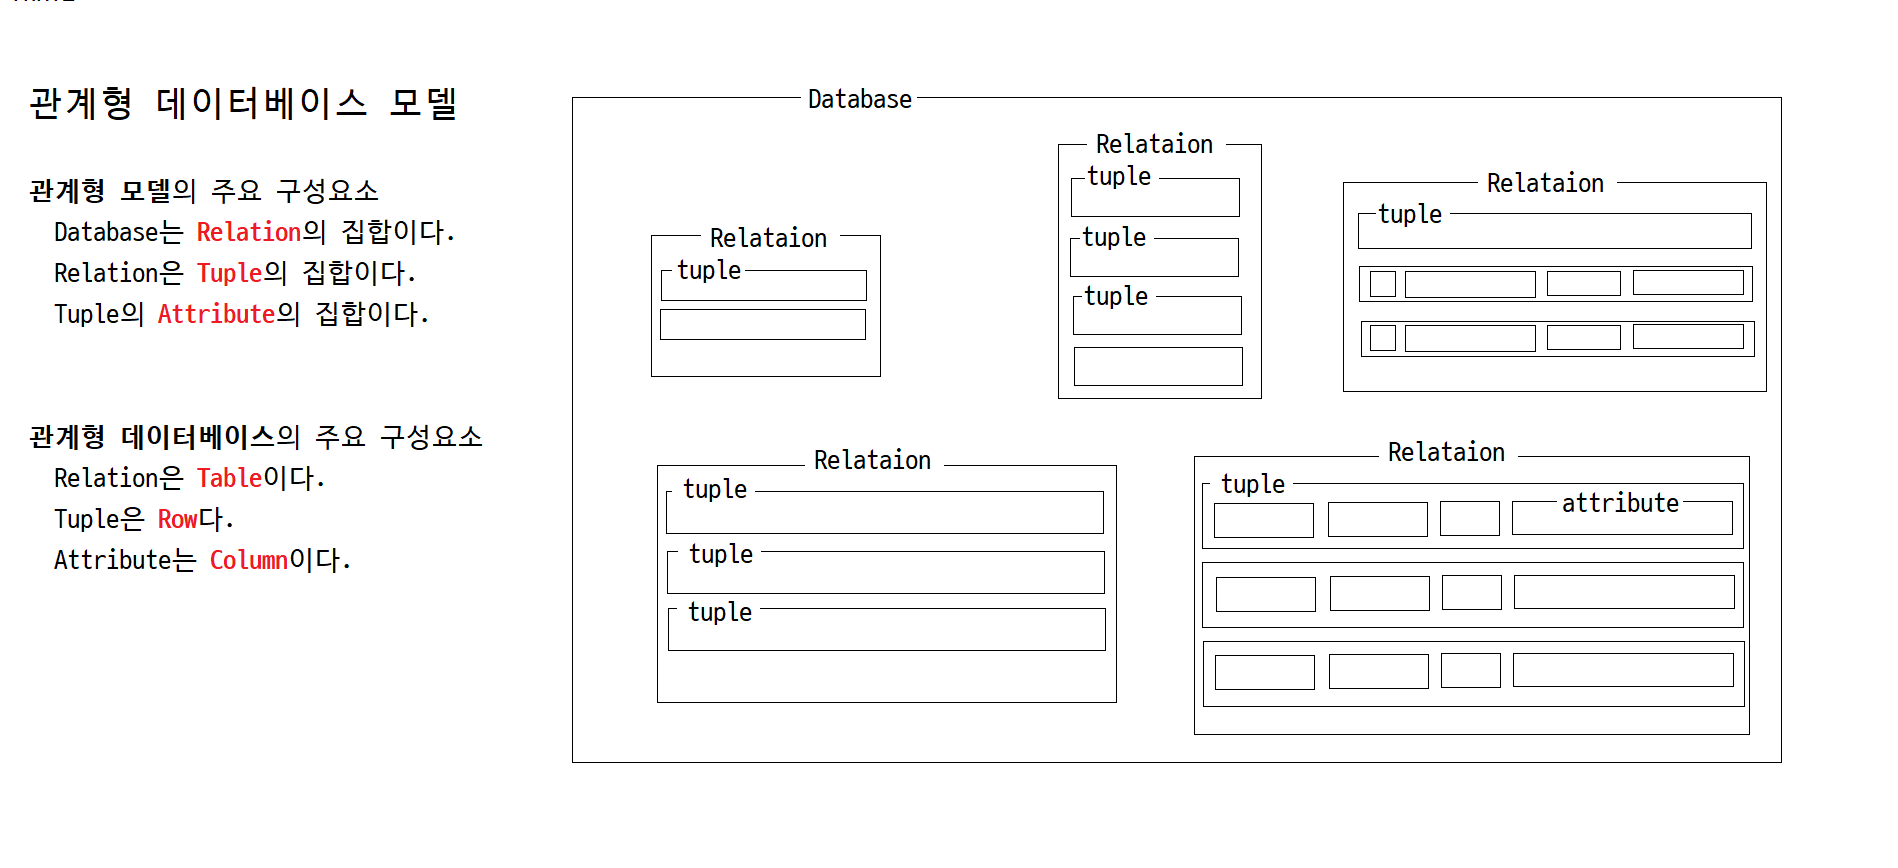 관계형 데이터베이스 모델
관계형 모델의 주요 구성요소
Database는 Relation의 집합이다.
Relation은 Tuple의 집합이다.
Tuple의 Attribute의 집합이다.
관계형 데이터베이스의 주요 구성요소
Relation은 Table이다.
Tuple은 Row다.
Attribute는 Column이다.
Database
Relataion
tuple
Relataion
tuple
tuple
tuple
Relataion
tuple
Relataion
tuple
tuple
tuple
Relataion
tuple
attribute